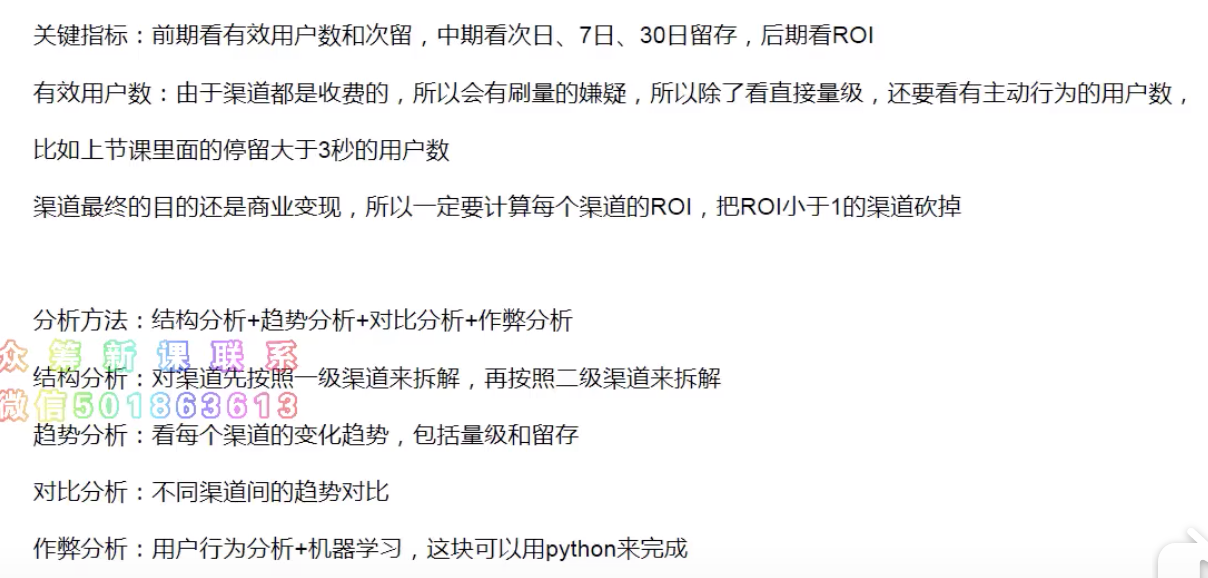 关键指标：前期看有效用户数和次留，中期看次日、7日、30日留存，后期看ROI
有效用户数：由于渠道都是收费的，所以会有刷量的嫌疑，所以除了看直接量级，还要看有主动行为的用户数，
比如上节课里面的停留大于3秒的用户数
渠道最终的目的还是商业变现，所以一定要计算每个渠道的ROI，把ROI小于1的渠道砍掉
分析方法：结构分析+趋势分析+对比分析+作弊分析
众筹新课联系
结构分析：对渠道先按照一级渠道来拆解，再按照二级渠道来拆解
微信501863613
趋势分析：看每个渠道的变化趋势，包括量级和留存
对比分析：不同渠道间的趋势对比
作弊分析：用户行为分析+机器学习，这块可以用python来完成